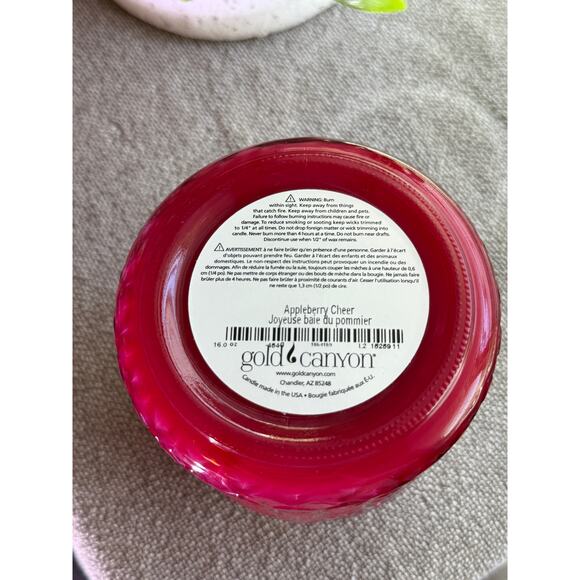 ⚠ WARNING: Burn
within sight. Keep away from things
that catch fire. Keep away from children and pets.
Failure to follow burning instructions may cause fire or
damage. To reduce smoking or sooting keep wicks trimmed
to 1/4" at all times. Do not drop foreign matter or wick trimming into
candle. Never burn more than 4 hours at a time. Do not burn near drafts.
Discontinue use when 1/2" of wax remains.
⚠ AVERTISSEMENT: à ne faire brûler qu'en présence d'une personne. Garder à l'écart
d'objets pouvant prendre feu. Garder à l'écart des enfants et des animaux
domestiques. Le non-respect des instructions peut provoquer un incendie ou des
dommages. Afin de réduire la fumée ou la suie, toujours couper les mèches à une hauteur de 0,6
cm (1/4 po). Ne pas mettre de corps étranger ou des bouts de mèche dans la bougie. Ne jamais faire
brûler plus de 4 heures. Ne pas faire brûler à proximité de courants d'air. Cesser l'utilisation lorsqu'il
ne reste que 1,3 cm (1/2 po) de cire.
Appleberry Cheer
Joyeuse baie du pommier
16.0 oz
gold canyon®
www.goldcanyon.com
Chandler, AZ 85248
Candle made in the USA • Bougie fabriquée aux É.-U.